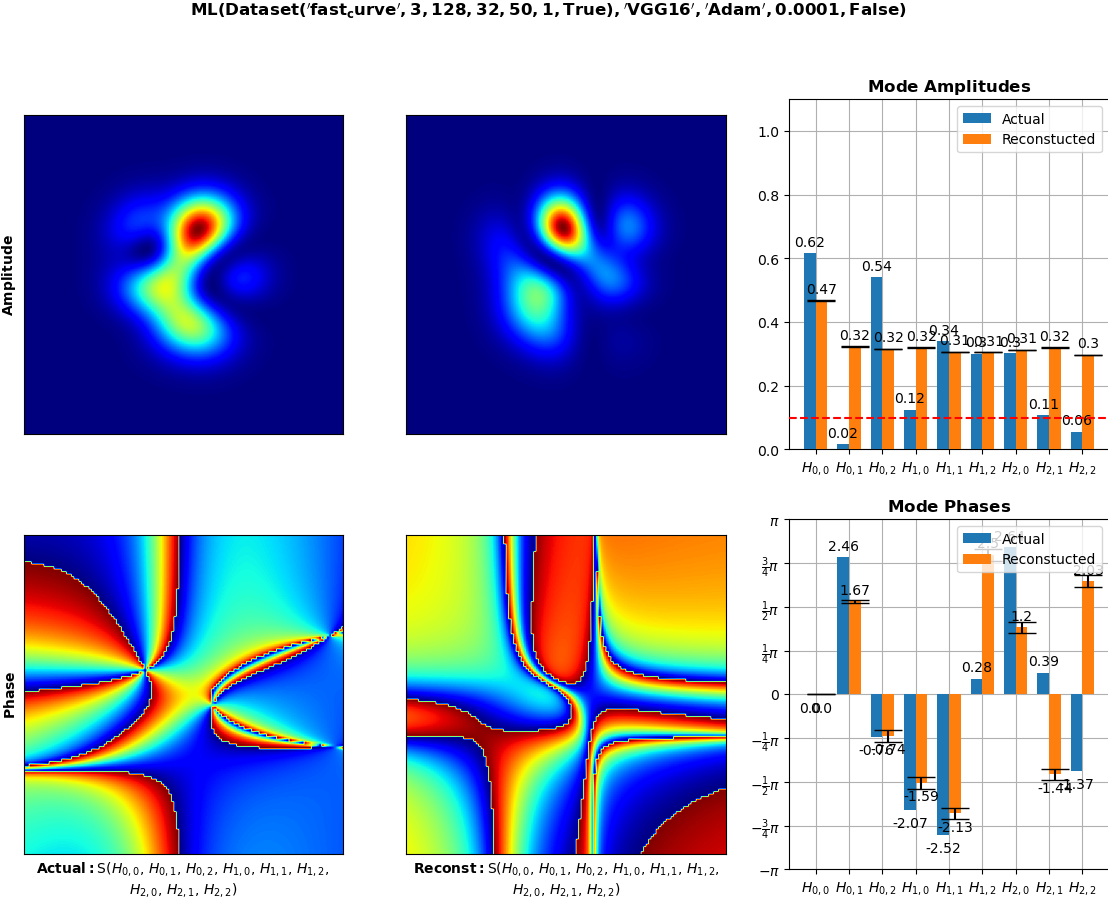 ML(Dataset('fast_curve', 3, 128, 32, 50, 1, True), 'VGG16', 'Adam', 0.0001, False)
Mode Amplitudes
Amplitude
Actual
Reconstucted
1.0
0.8
0.6
0.4
0.2
0.0
0.62
0.47
0.02
0.32
0.54
0.32
0.12
0.32
0.34
0.31
0.3
0.31
0.3
0.31
0.11
0.32
0.06
0.3
H0,0 H0,1 H0,2 H1,0 H1,1 H1,2 H2,0 H2,1 H2,2
Mode Phases
Phase
Actual
Reconstucted
π
3/4π
1/2π
1/4π
0
−1/4π
−1/2π
−3/4π
−π
0.0
0.0
2.46
1.67
-0.76
-0.74
-2.07
-1.59
-2.52
-2.13
0.28
1.2
0.39
-1.44
-1.37
2.03
H0,0 H0,1 H0,2 H1,0 H1,1 H1,2 H2,0 H2,1 H2,2
Actual: S(H0,0, H0,1, H0,2, H1,0, H1,1, H1,2,
H2,0, H2,1, H2,2)
Reconst: S(H0,0, H0,1, H0,2, H1,0, H1,1, H1,2,
H2,0, H2,1, H2,2)